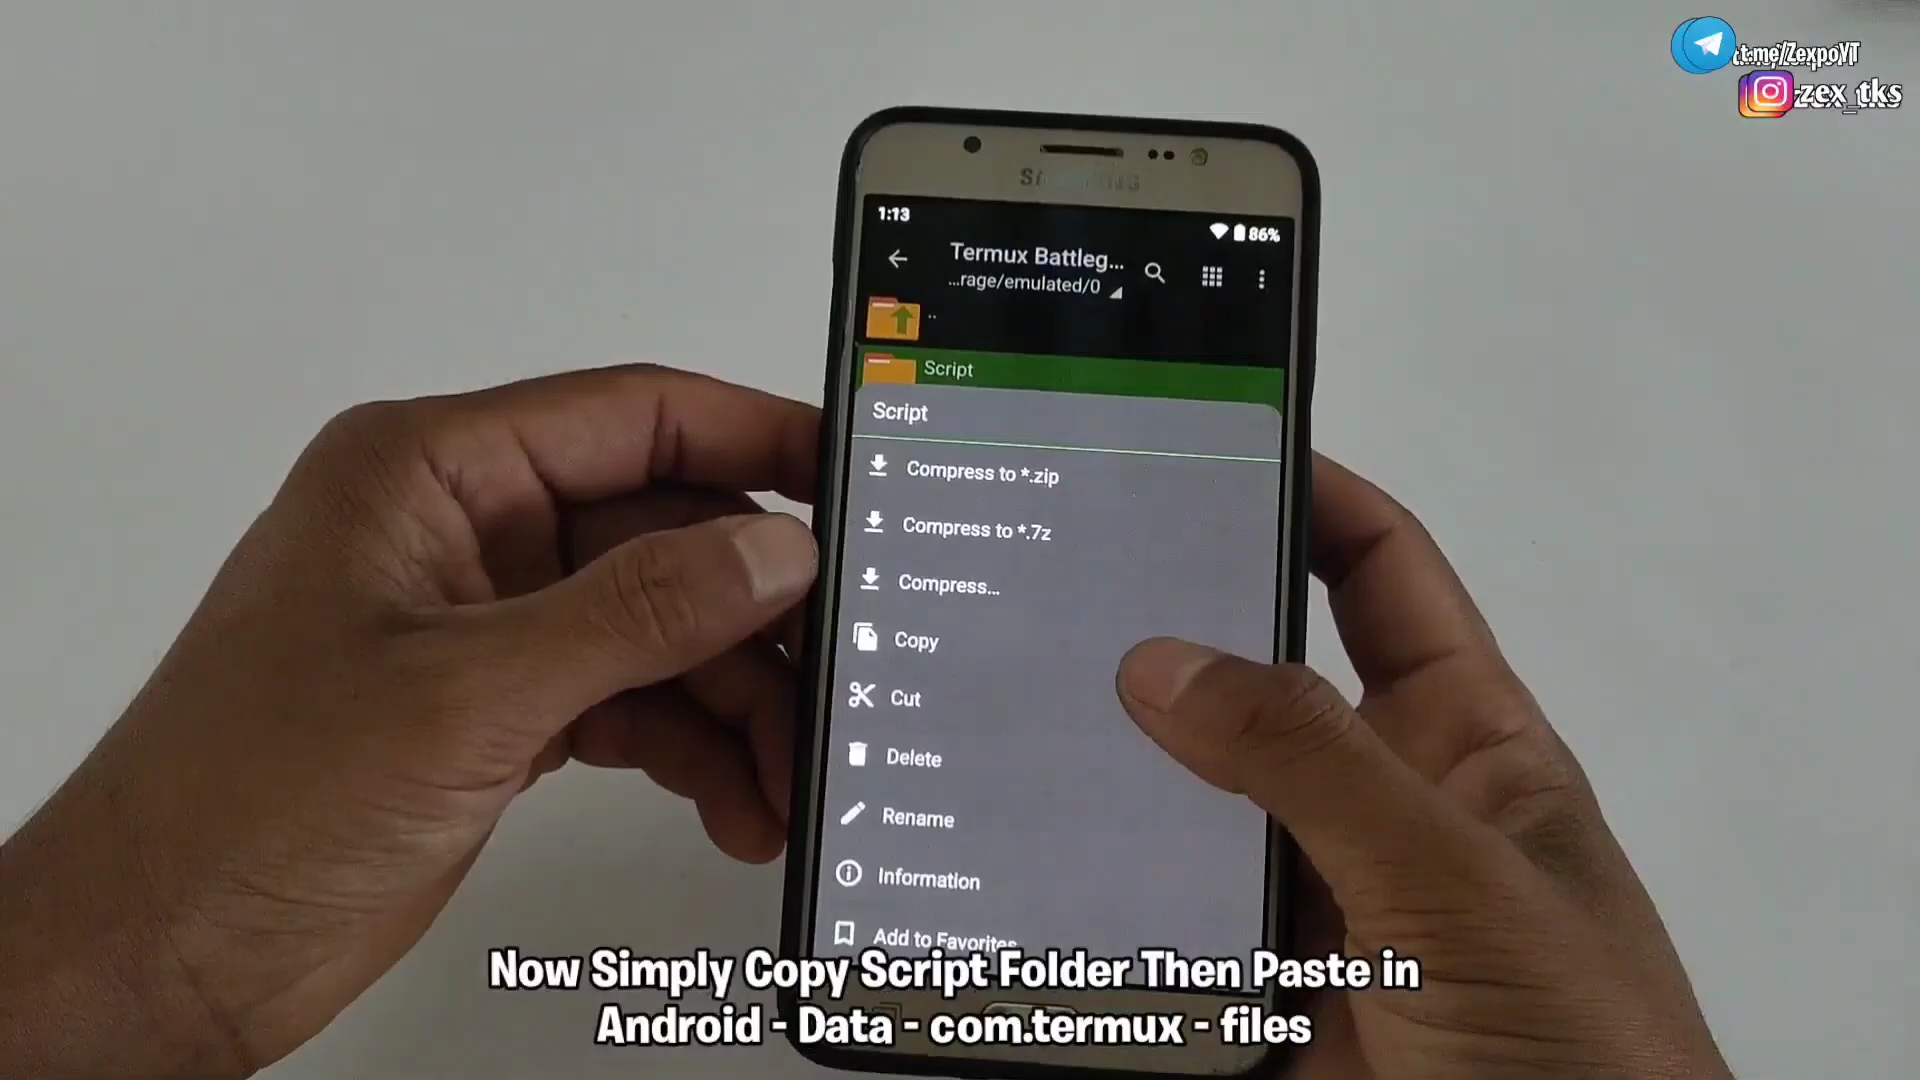 t.me/ZexpoYT
zex_tks
SAMSUNG
1:13
86%
Termux Battleg...
...rage/emulated/0
..
Script
Script
Compress to *.zip
Compress to *.7z
Compress...
Copy
Cut
Delete
Rename
Information
Add to Favorites
Now Simply Copy Script Folder Then Paste in
Android - Data - com.termux - files